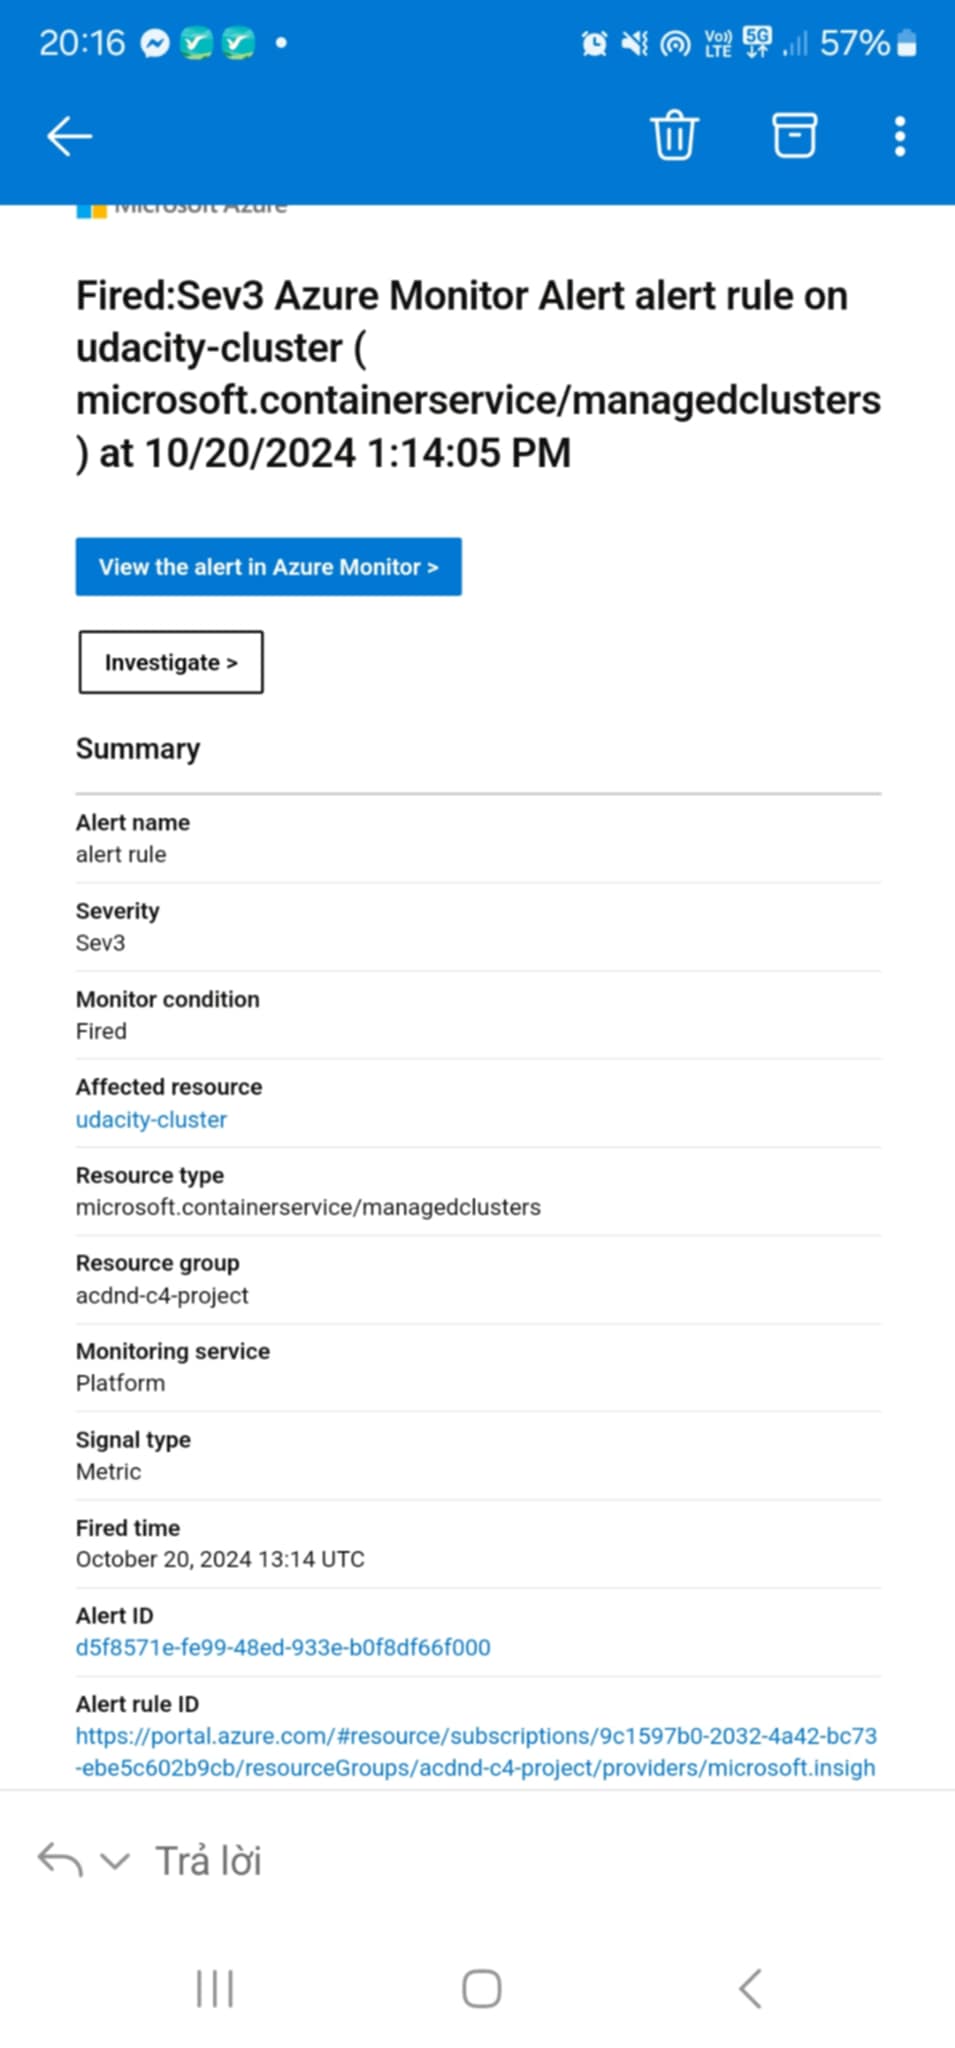 20:16
Vo))
LTE
5G
57%
Microsoft Azure
Fired:Sev3 Azure Monitor Alert alert rule on
udacity-cluster (
microsoft.containerservice/managedclusters
) at 10/20/2024 1:14:05 PM
View the alert in Azure Monitor >
Investigate >
Summary
Alert name
alert rule
Severity
Sev3
Monitor condition
Fired
Affected resource
udacity-cluster
Resource type
microsoft.containerservice/managedclusters
Resource group
acdnd-c4-project
Monitoring service
Platform
Signal type
Metric
Fired time
October 20, 2024 13:14 UTC
Alert ID
d5f8571e-fe99-48ed-933e-b0f8df66f000
Alert rule ID
https://portal.azure.com/#resource/subscriptions/9c1597b0-2032-4a42-bc73
-ebe5c602b9cb/resourceGroups/acdnd-c4-project/providers/microsoft.insigh
Trả lời